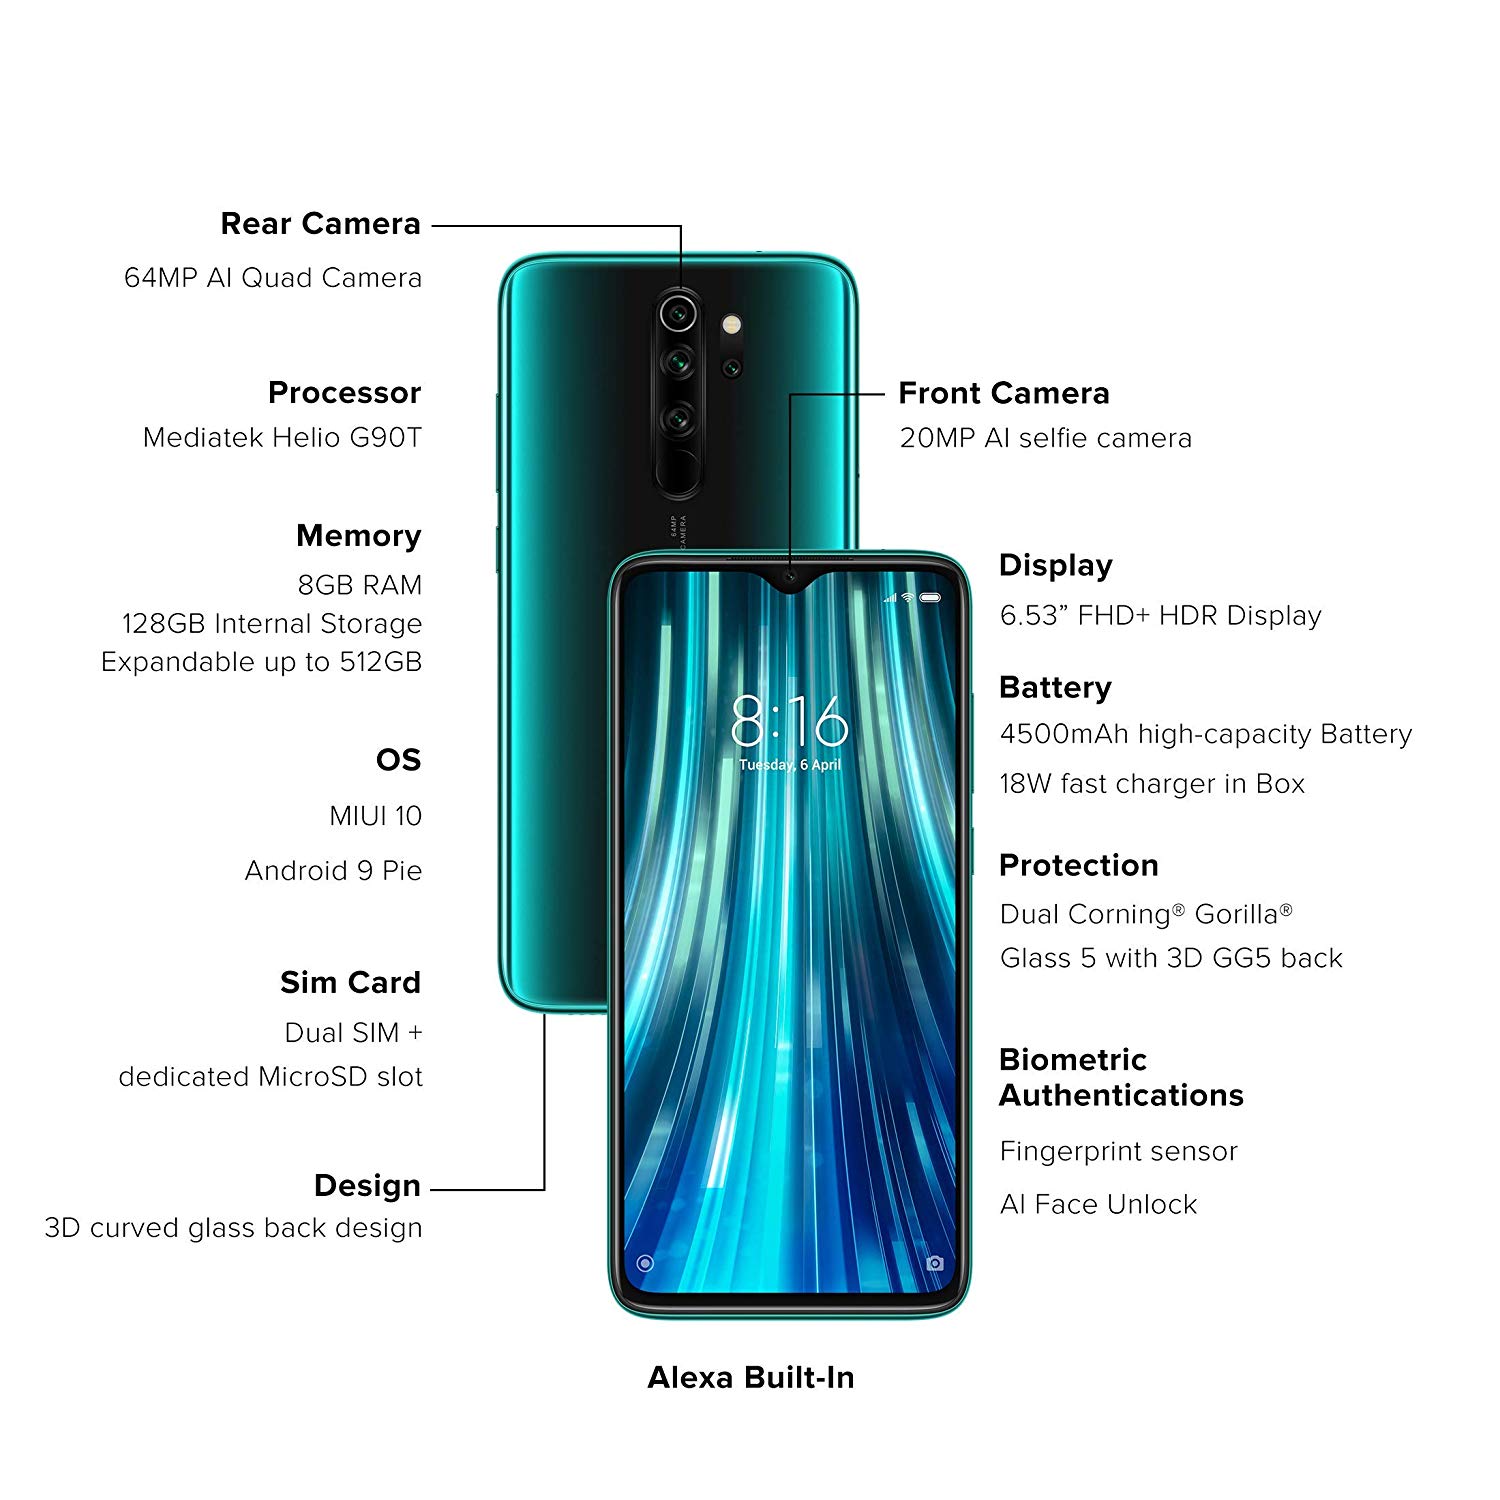 Rear Camera
64MP AI Quad Camera
Processor
Mediatek Helio G90T
Memory
8GB RAM
128GB Internal Storage
Expandable up to 512GB
OS
MIUI 10
Android 9 Pie
Sim Card
Dual SIM +
dedicated MicroSD slot
Design
3D curved glass back design
64MP
CAMERA
8:16
Tuesday, 6 April
Front Camera
20MP AI selfie camera
Display
6.53” FHD+ HDR Display
Battery
4500mAh high-capacity Battery
18W fast charger in Box
Protection
Dual Corning® Gorilla®
Glass 5 with 3D GG5 back
Biometric
Authentications
Fingerprint sensor
AI Face Unlock
Alexa Built-In